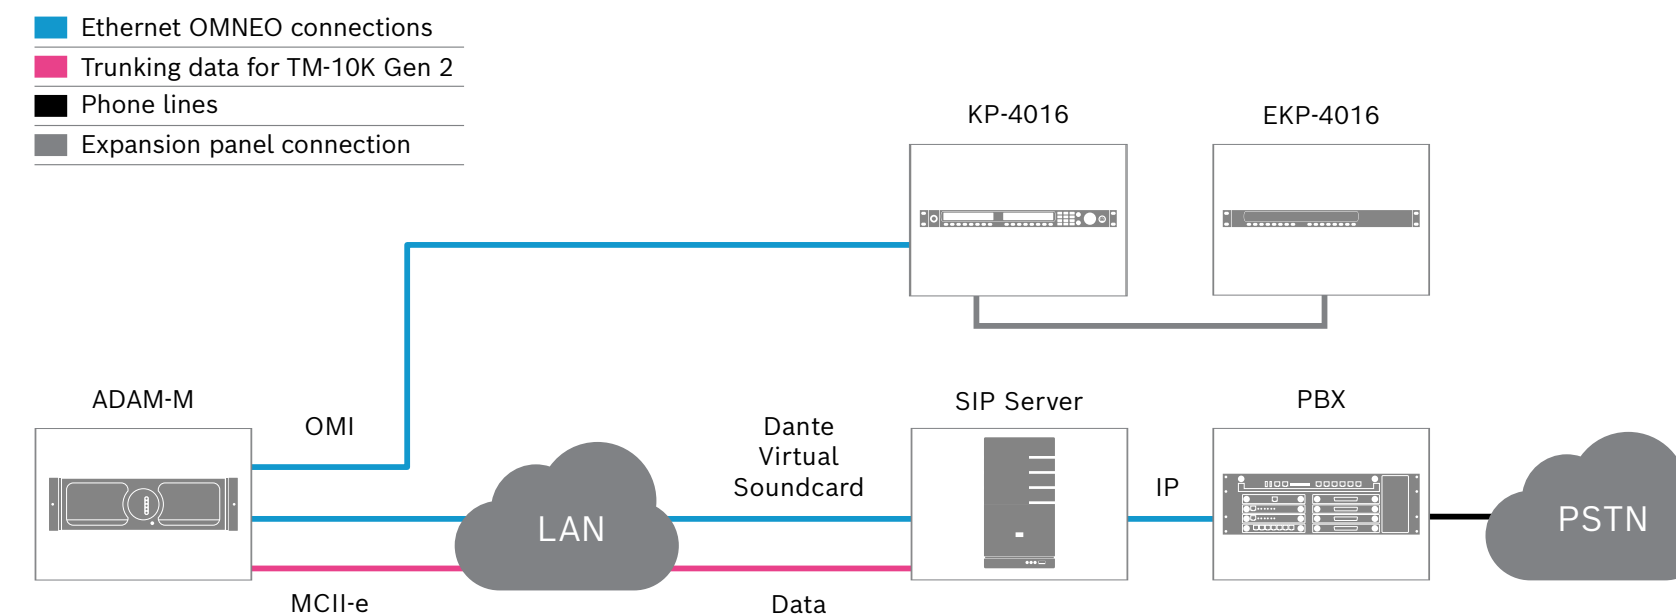 Ethernet OMNEO connections
Trunking data for TM-10K Gen 2
Phone lines
Expansion panel connection
KP-4016
EKP-4016
ADAM-M
OMI
Dante
Virtual
Soundcard
SIP Server
PBX
IP
LAN
PSTN
MCII-e
Data